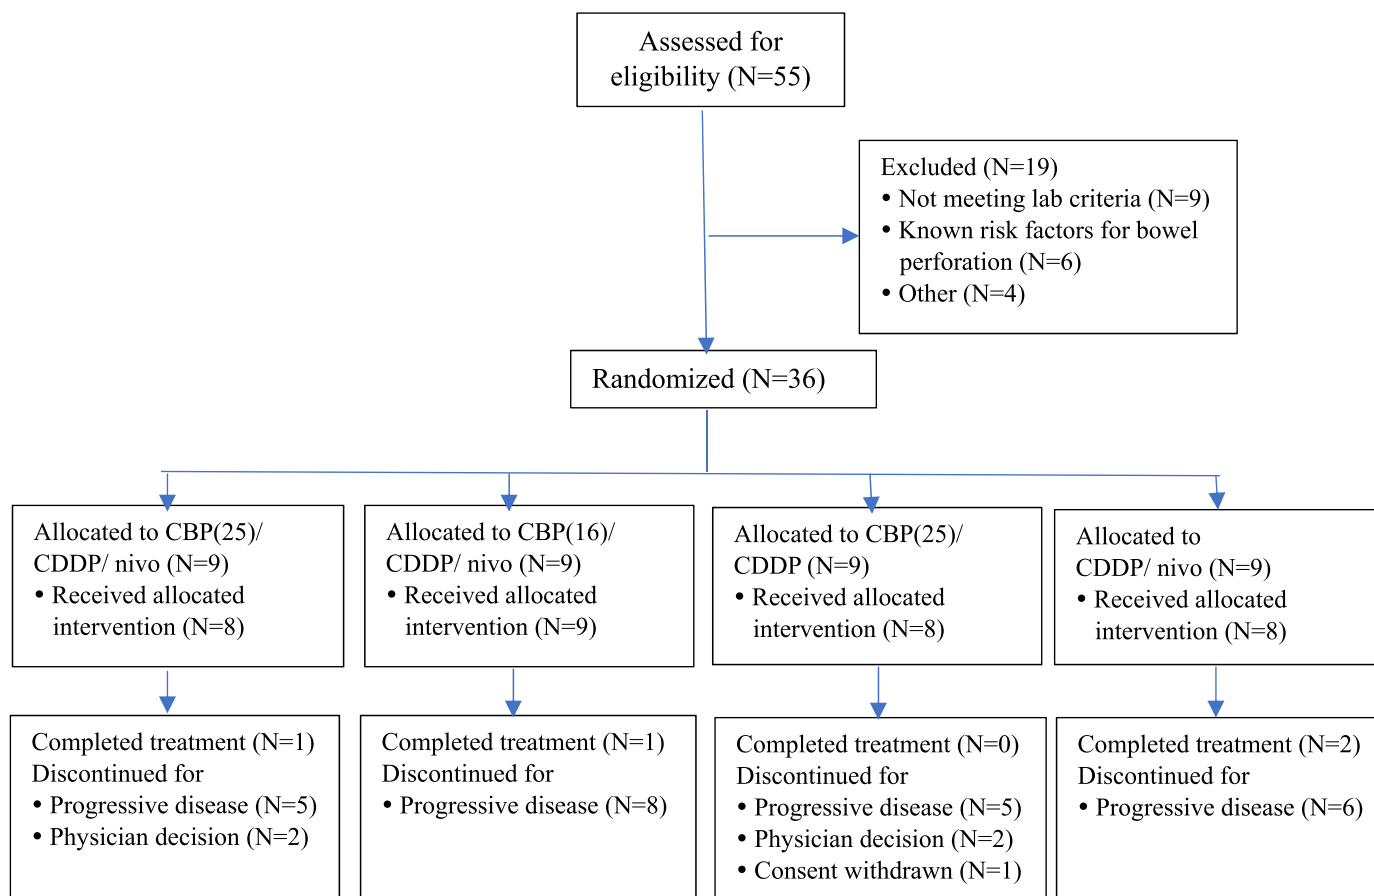 Assessed for
eligibility (N=55)
Excluded (N=19)
• Not meeting lab criteria (N=9)
• Known risk factors for bowel
perforation (N=6)
• Other (N=4)
Randomized (N=36)
Allocated to CBP(25)/
CDDP/ nivo (N=9)
• Received allocated
intervention (N=8)
Allocated to CBP(16)/
CDDP/ nivo (N=9)
• Received allocated
intervention (N=9)
Allocated to CBP(25)/
CDDP (N=9)
• Received allocated
intervention (N=8)
Allocated to
CDDP/ nivo (N=9)
• Received allocated
intervention (N=8)
Completed treatment (N=1)
Discontinued for
• Progressive disease (N=5)
• Physician decision (N=2)
Completed treatment (N=1)
Discontinued for
• Progressive disease (N=8)
Completed treatment (N=0)
Discontinued for
• Progressive disease (N=5)
• Physician decision (N=2)
• Consent withdrawn (N=1)
Completed treatment (N=2)
Discontinued for
• Progressive disease (N=6)